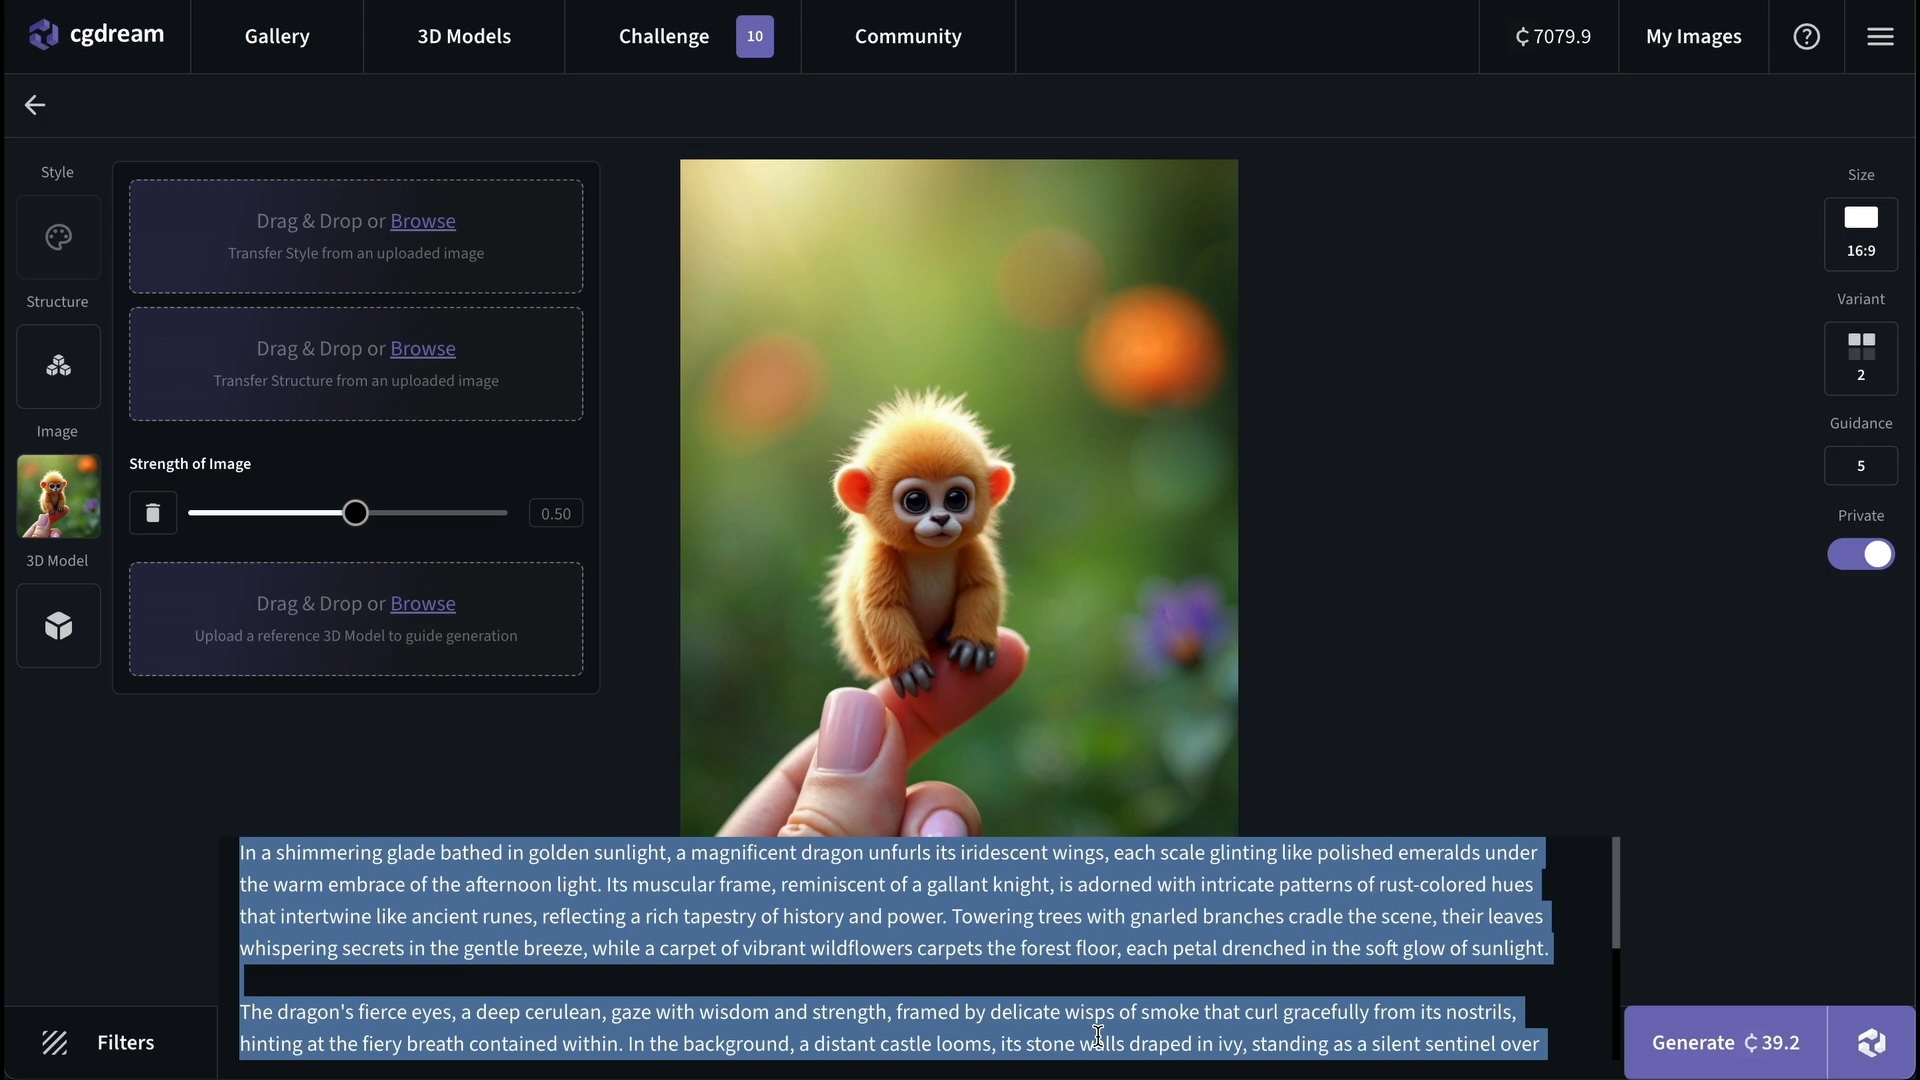 cgdream
Gallery
3D Models
Challenge 10
Community
₵ 7079.9
My Images
Style
Drag & Drop or Browse
Transfer Style from an uploaded image
Structure
Drag & Drop or Browse
Transfer Structure from an uploaded image
Image
Strength of Image
0.50
3D Model
Drag & Drop or Browse
Upload a reference 3D Model to guide generation
Size
16:9
Variant
2
Guidance
5
Private
In a shimmering glade bathed in golden sunlight, a magnificent dragon unfurls its iridescent wings, each scale glinting like polished emeralds under
the warm embrace of the afternoon light. Its muscular frame, reminiscent of a gallant knight, is adorned with intricate patterns of rust-colored hues
that intertwine like ancient runes, reflecting a rich tapestry of history and power. Towering trees with gnarled branches cradle the scene, their leaves
whispering secrets in the gentle breeze, while a carpet of vibrant wildflowers carpets the forest floor, each petal drenched in the soft glow of sunlight.
The dragon's fierce eyes, a deep cerulean, gaze with wisdom and strength, framed by delicate wisps of smoke that curl gracefully from its nostrils,
hinting at the fiery breath contained within. In the background, a distant castle looms, its stone walls draped in ivy, standing as a silent sentinel over
Filters
Generate ₵ 39.2